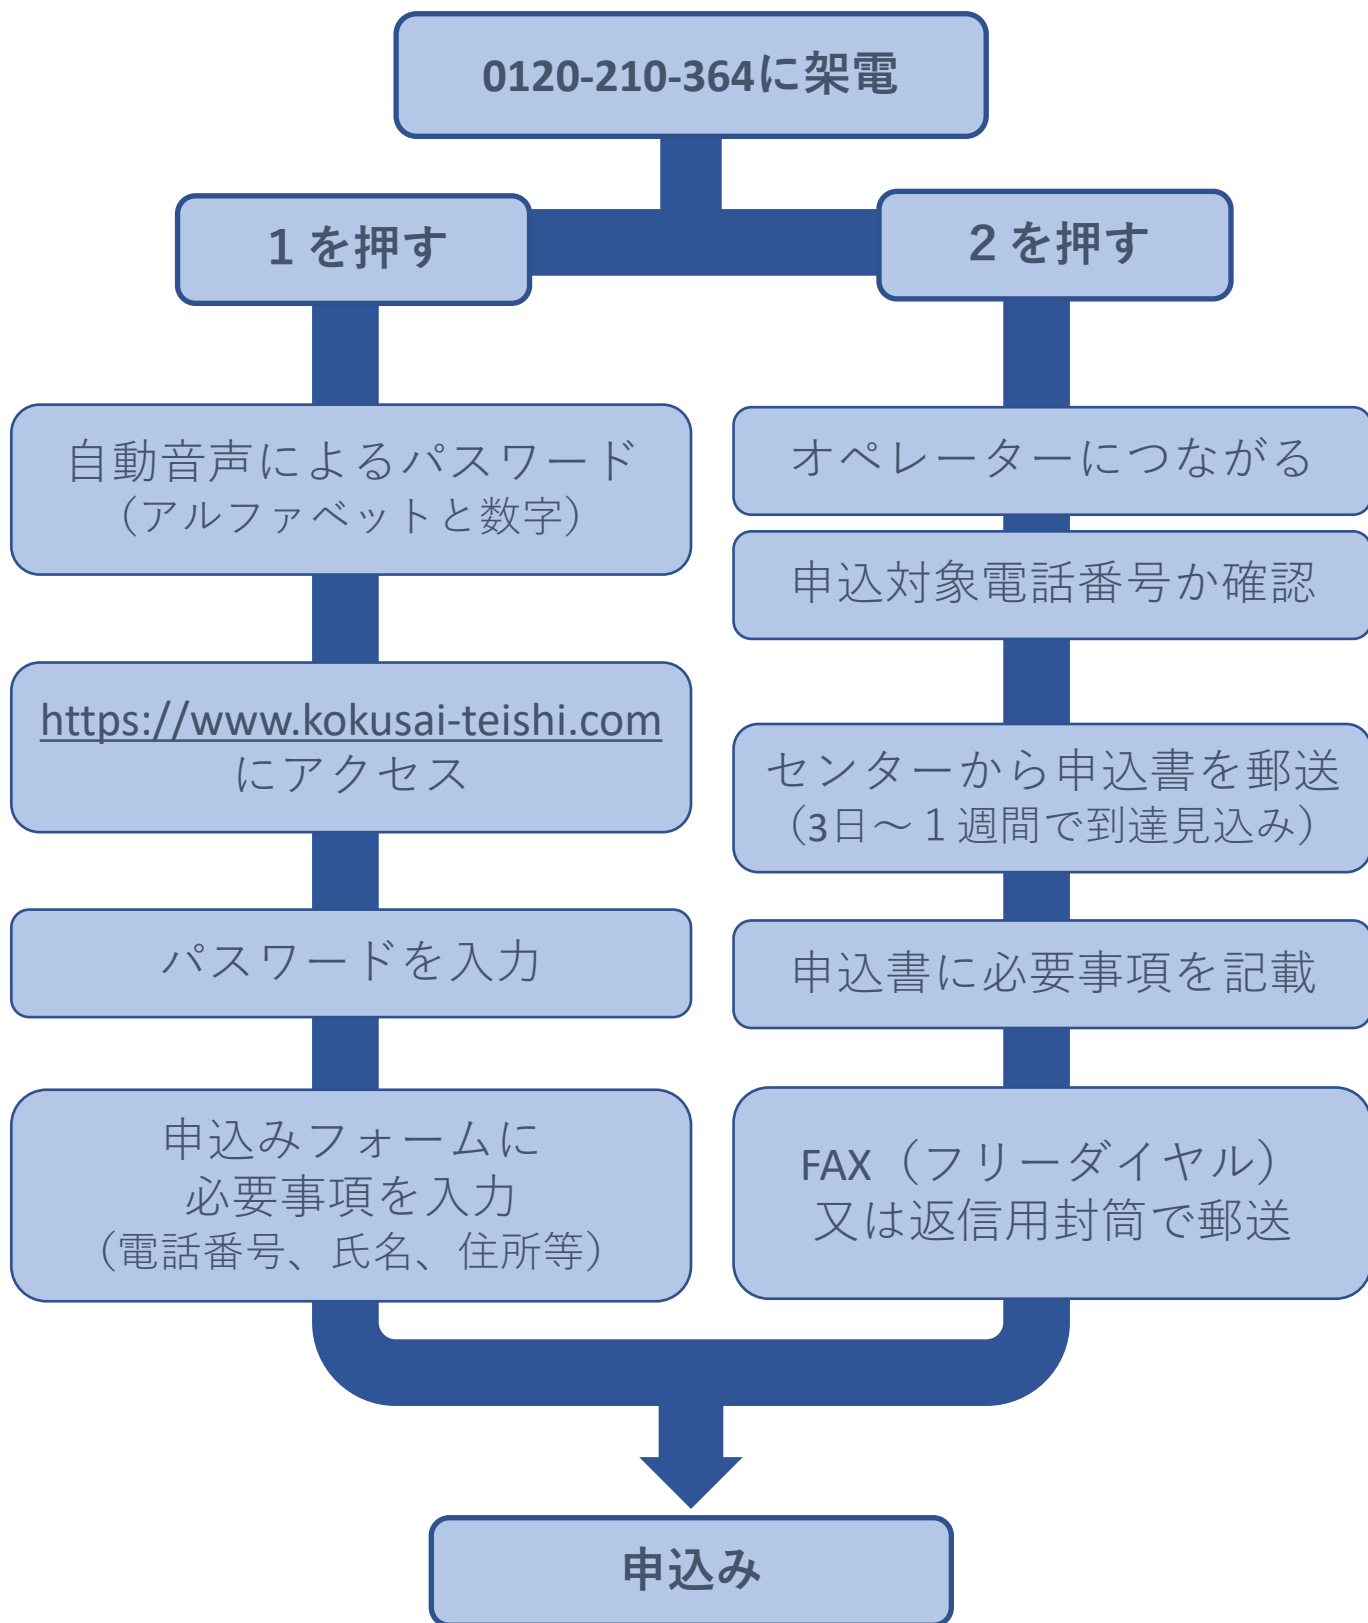 0120-210-364に架電
１を押す
２を押す
自動音声によるパスワード
（アルファベットと数字）
https://www.kokusai-teishi.com
にアクセス
パスワードを入力
申込みフォームに
必要事項を入力
（電話番号、氏名、住所等）
オペレーターにつながる
申込対象電話番号か確認
センターから申込書を郵送
（3日～１週間で到達見込み）
申込書に必要事項を記載
FAX（フリーダイヤル）
又は返信用封筒で郵送
申込み